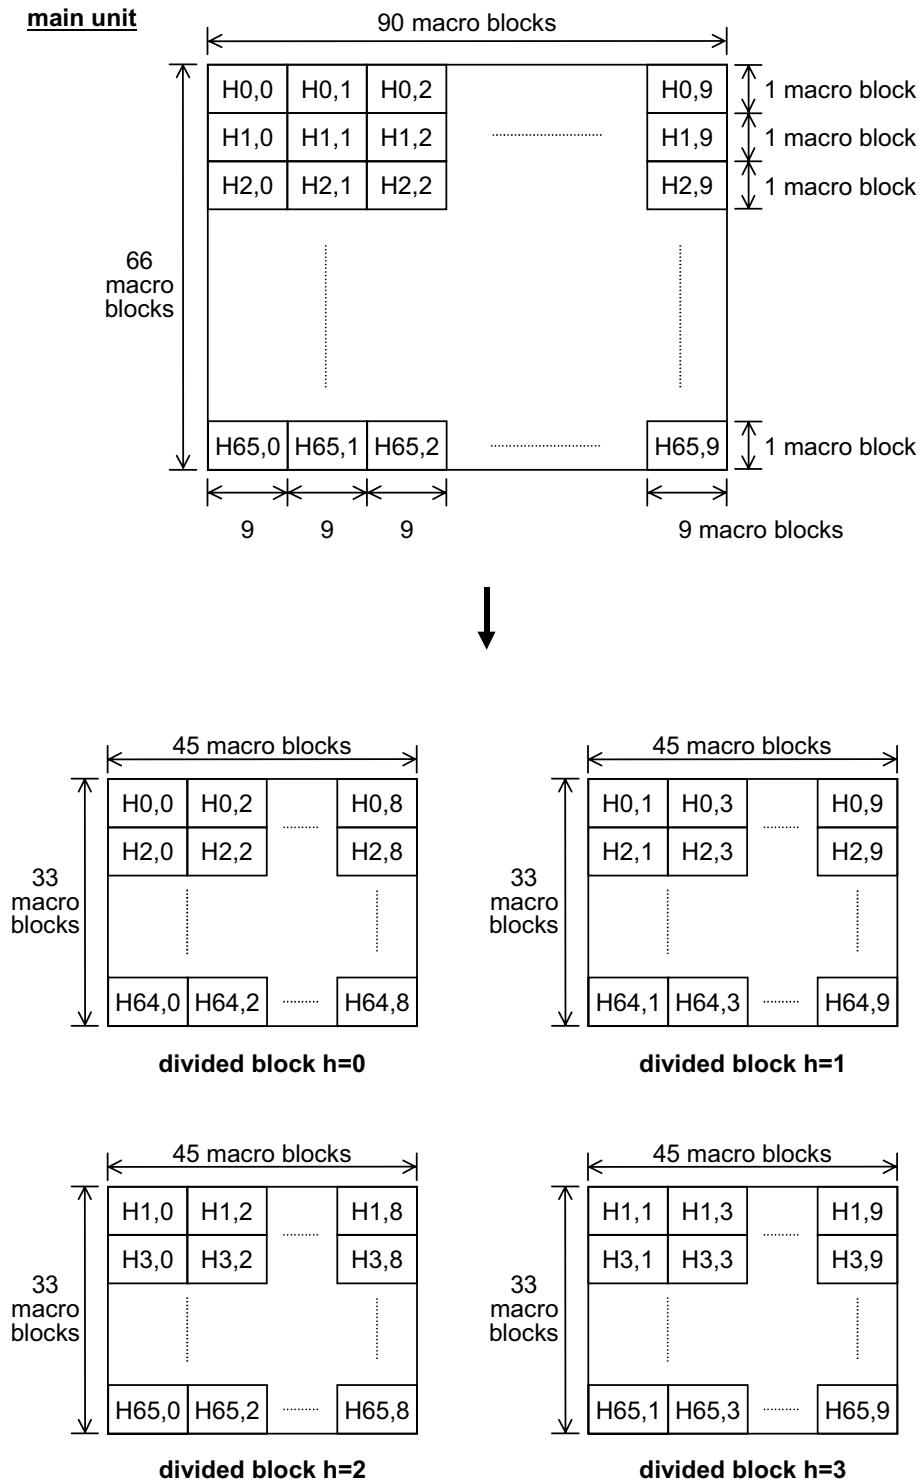 main unit
90 macro blocks
H0,0 H0,1 H0,2 H0,9 1 macro block
H1,0 H1,1 H1,2 H1,9 1 macro block
H2,0 H2,1 H2,2 H2,9 1 macro block
66
macro
blocks
H65,0 H65,1 H65,2 H65,9 1 macro block
9 9 9 9 macro blocks
45 macro blocks
H0,0 H0,2 H0,8
H2,0 H2,2 H2,8
33
macro
blocks
H64,0 H64,2 H64,8
divided block h=0
45 macro blocks
H0,1 H0,3 H0,9
H2,1 H2,3 H2,9
33
macro
blocks
H64,1 H64,3 H64,9
divided block h=1
45 macro blocks
H1,0 H1,2 H1,8
H3,0 H3,2 H3,8
33
macro
blocks
H65,0 H65,2 H65,8
divided block h=2
45 macro blocks
H1,1 H1,3 H1,9
H3,1 H3,3 H3,9
33
macro
blocks
H65,1 H65,3 H65,9
divided block h=3